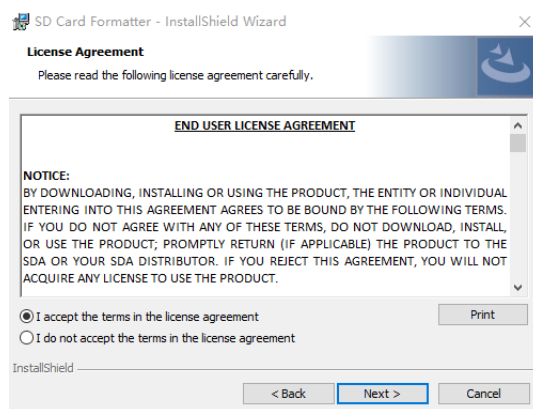 SD Card Formatter - InstallShield Wizard
License Agreement
Please read the following license agreement carefully.
END USER LICENSE AGREEMENT
NOTICE:
BY DOWNLOADING, INSTALLING OR USING THE PRODUCT, THE ENTITY OR INDIVIDUAL
ENTERING INTO THIS AGREEMENT AGREES TO BE BOUND BY THE FOLLOWING TERMS.
IF YOU DO NOT AGREE WITH ANY OF THESE TERMS, DO NOT DOWNLOAD, INSTALL,
OR USE THE PRODUCT; PROMPTLY RETURN (IF APPLICABLE) THE PRODUCT TO THE
SDA OR YOUR SDA DISTRIBUTOR. IF YOU REJECT THIS AGREEMENT, YOU WILL NOT
ACQUIRE ANY LICENSE TO USE THE PRODUCT.
I accept the terms in the license agreement
Print
I do not accept the terms in the license agreement
InstallShield
< Back
Next >
Cancel